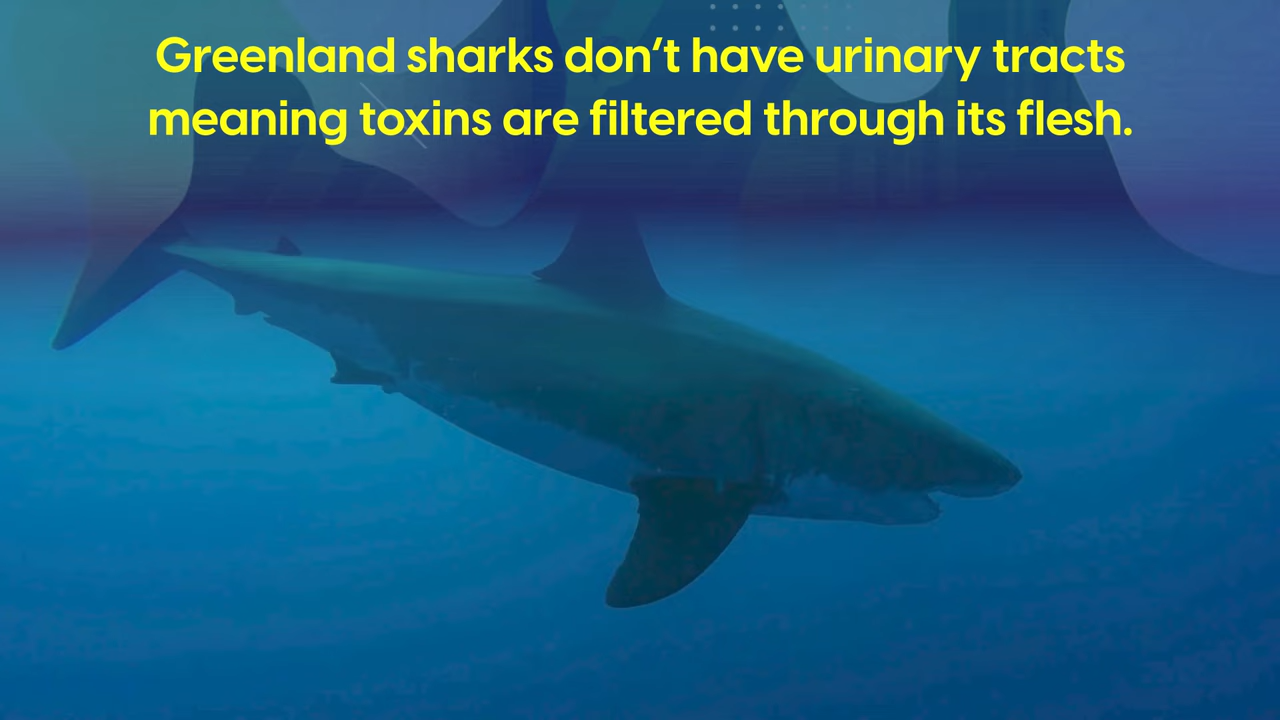 Greenland sharks don’t have urinary tracts
meaning toxins are filtered through its flesh.